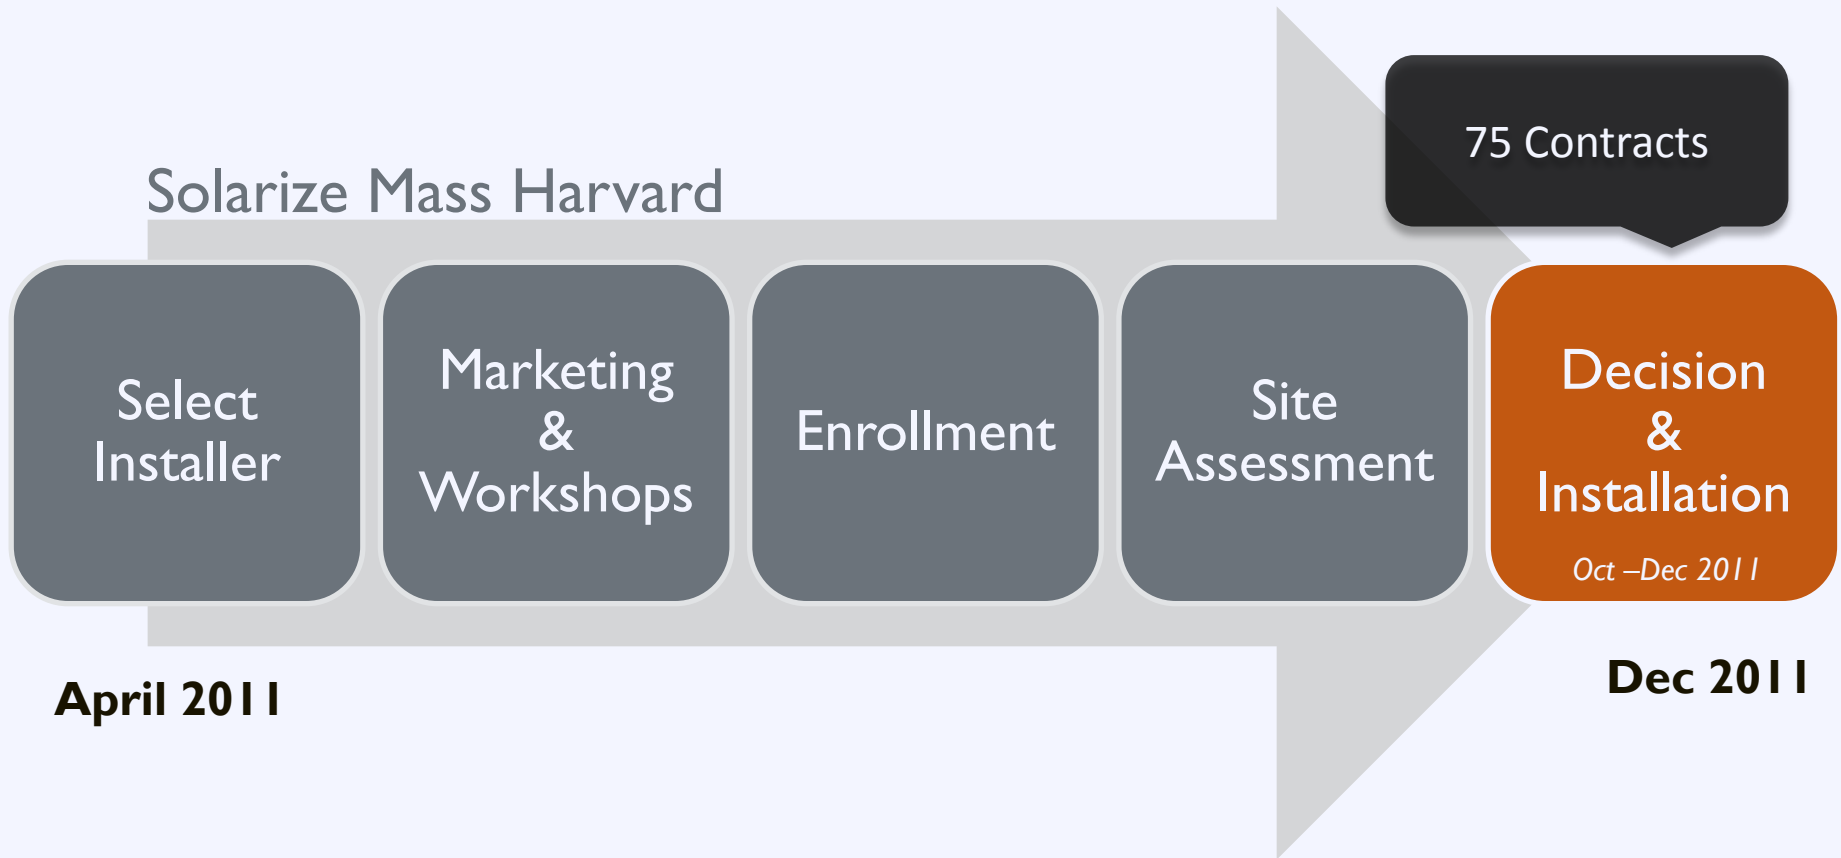 75 Contracts
Solarize Mass Harvard
Select
Installer
Marketing
&
Workshops
Enrollment
Site
Assessment
Decision
&
Installation
Oct –Dec 2011
April 2011
Dec 2011